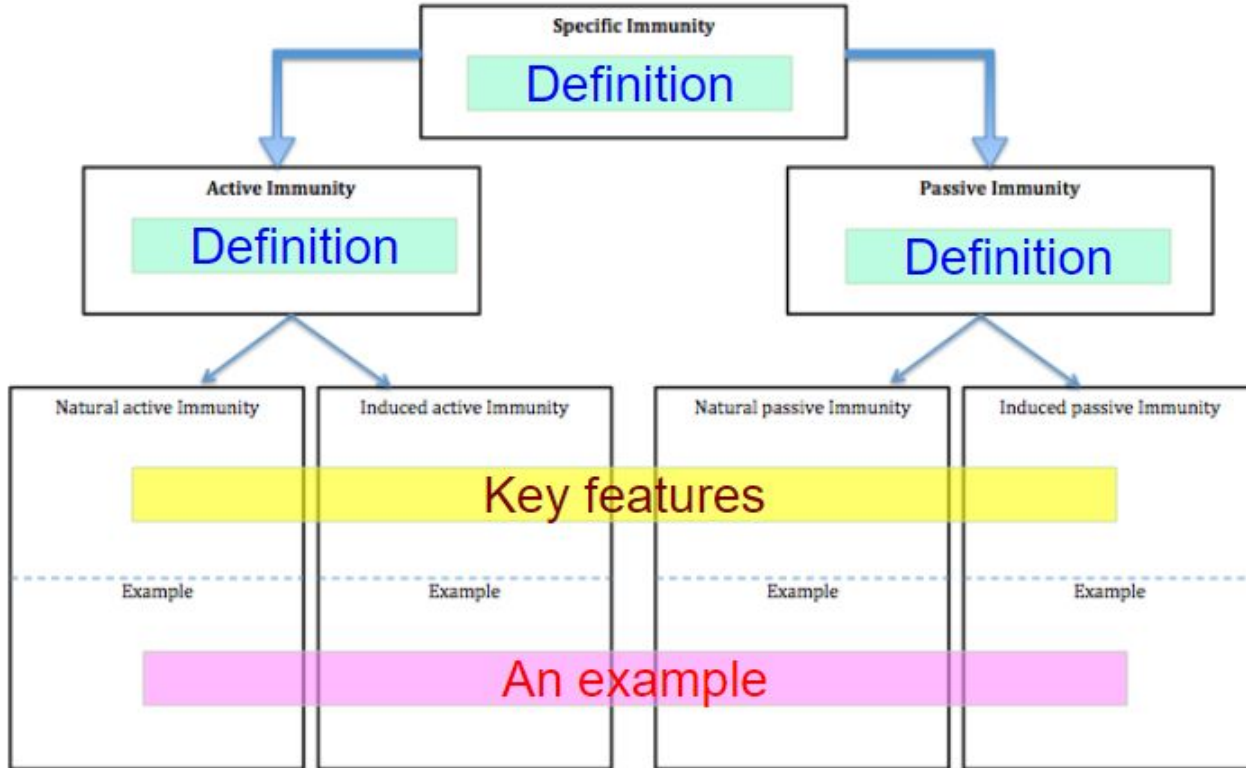 Specific Immunity
Definition
Active Immunity
Definition
Passive Immunity
Definition
Natural active Immunity
Induced active Immunity
Natural passive Immunity
Induced passive Immunity
Key features
Example
Example
Example
Example
An example